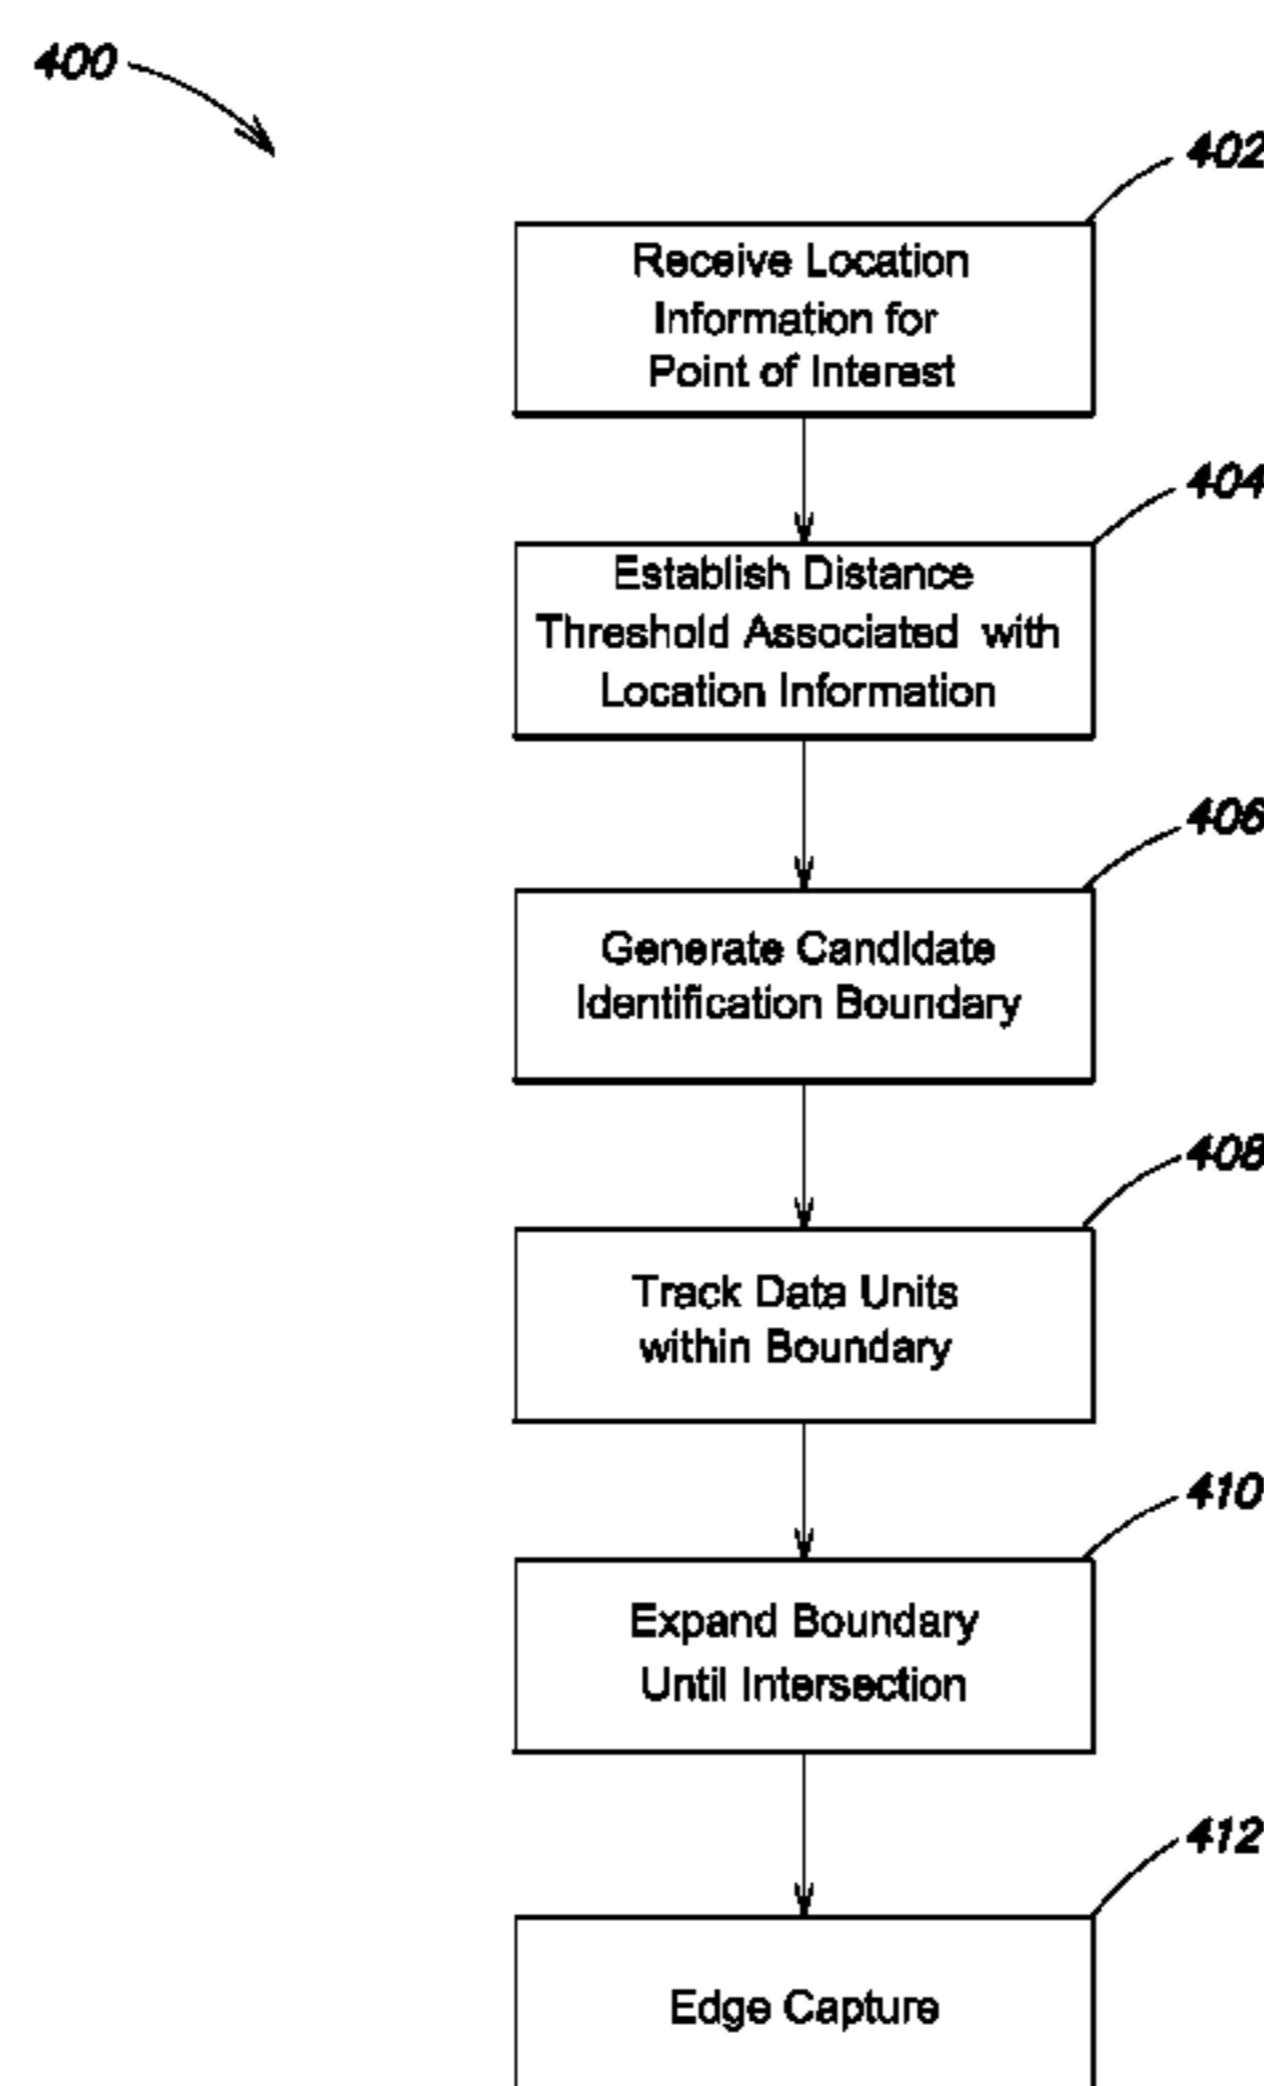 400
402
Receive Location
Information for
Point of Interest
404
Establish Distance
Threshold Associated with
Location Information
406
Generate Candidate
Identification Boundary
408
Track Data Units
within Boundary
410
Expand Boundary
Until Intersection
412
Edge Capture